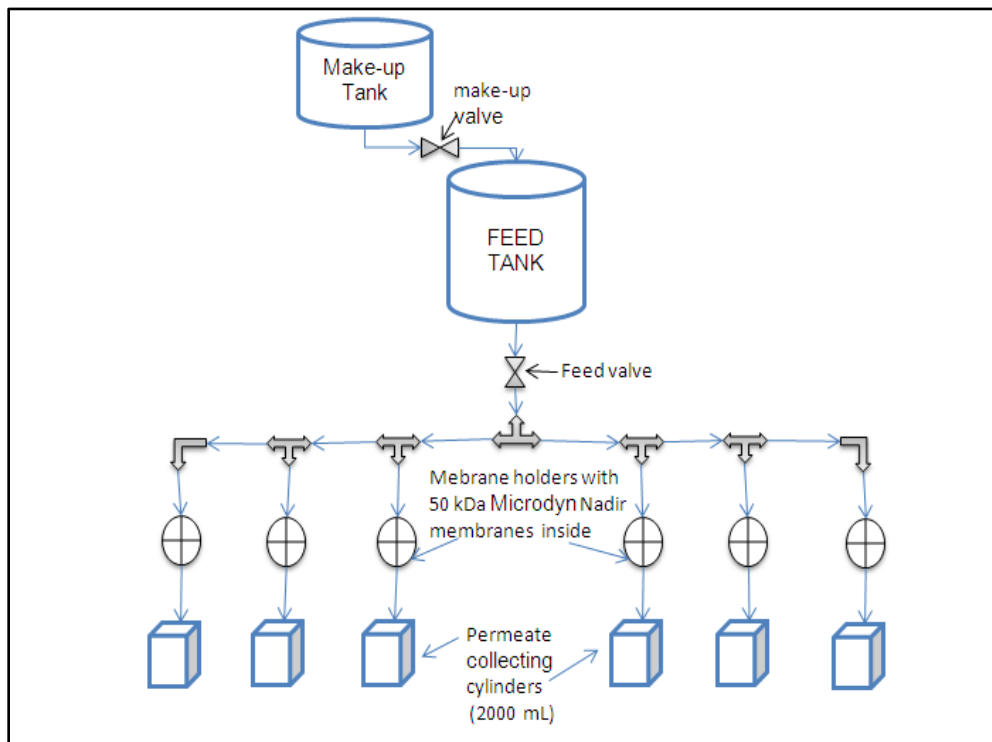 Make-up
Tank
make-up
valve
FEED
TANK
Feed valve
Mebrane holders with
50 kDa Microdyn Nadir
membranes inside
Permeate
collecting
cylinders
(2000 mL)